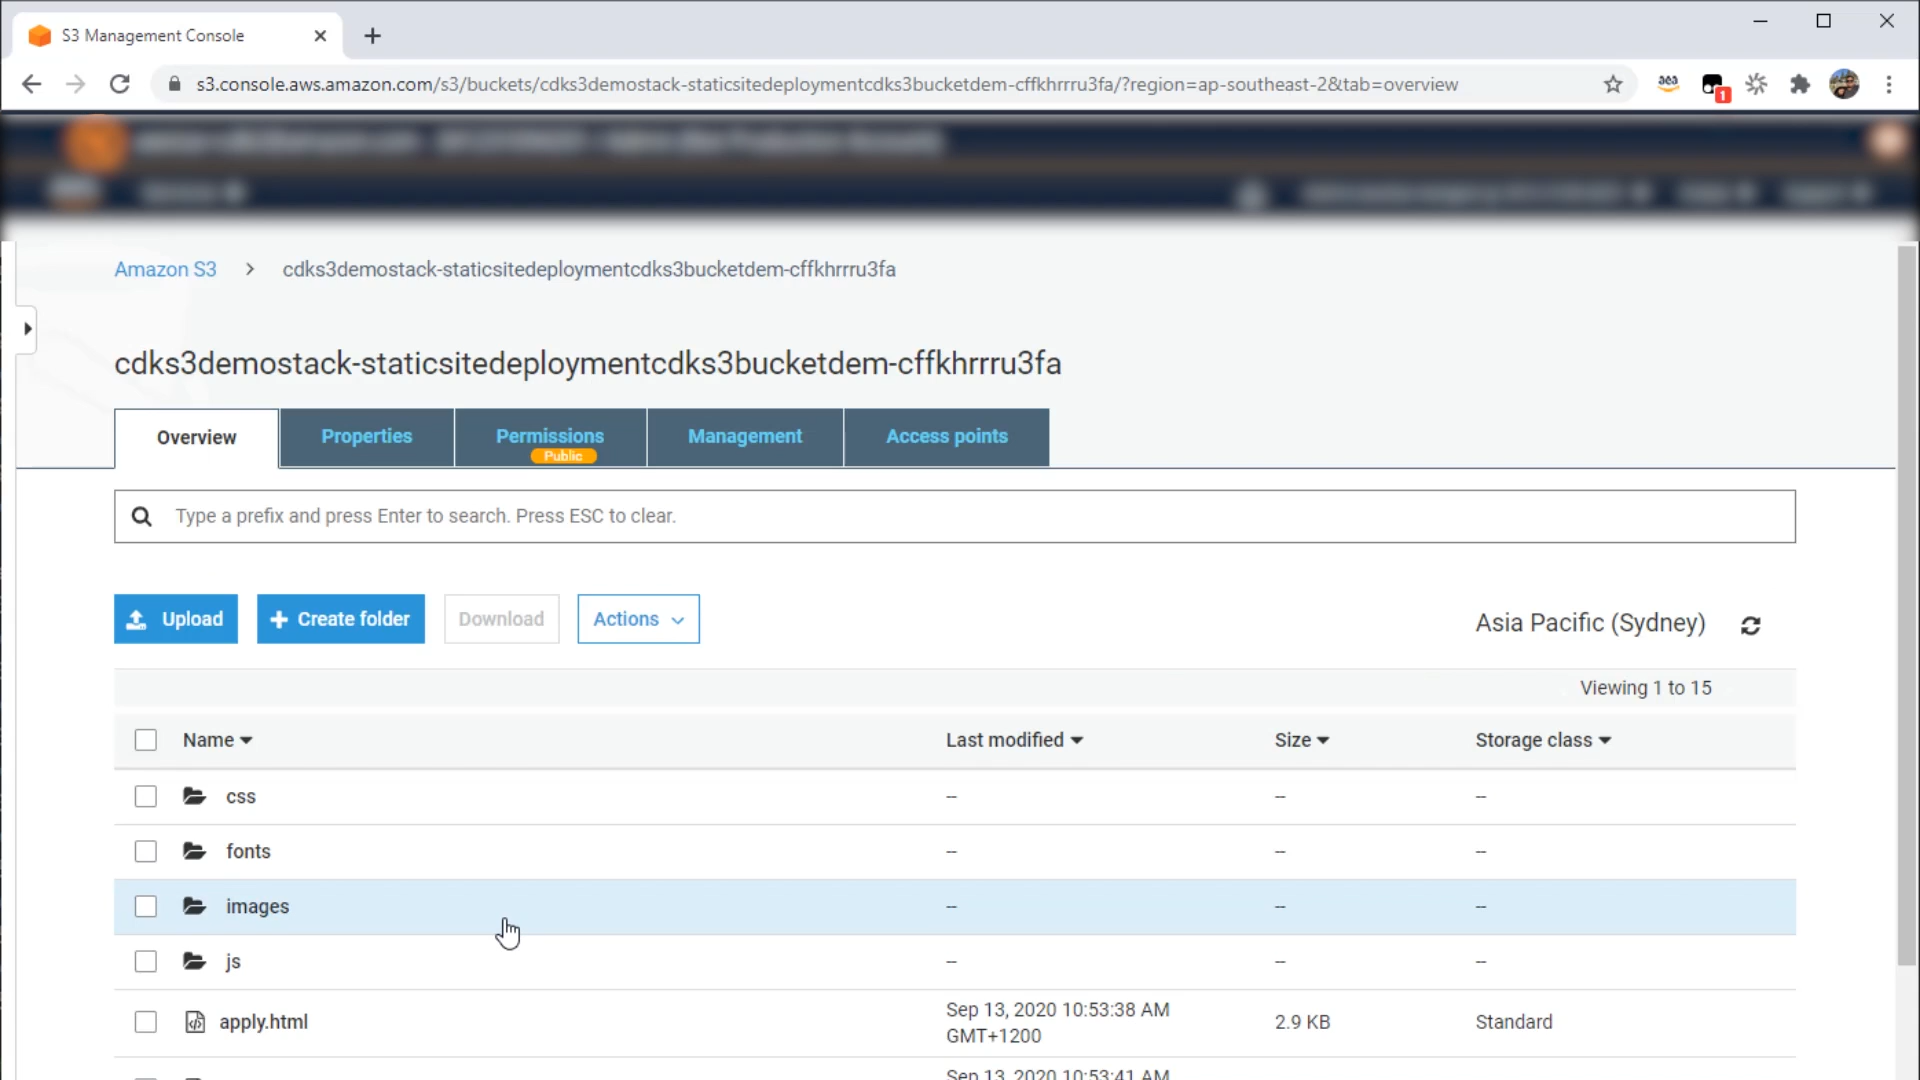 S3 Management Console
s3.console.aws.amazon.com/s3/buckets/cdks3demostack-staticsitedeploymentcdks3bucketdem-cffkhrrru3fa/?region=ap-southeast-2&tab=overview
1
Amazon S3 > cdks3demostack-staticsitedeploymentcdks3bucketdem-cffkhrrru3fa
cdks3demostack-staticsitedeploymentcdks3bucketdem-cffkhrrru3fa
Overview Properties Permissions Management Access points
Public
Type a prefix and press Enter to search. Press ESC to clear.
Upload Create folder Download Actions Asia Pacific (Sydney)
Viewing 1 to 15
Name Last modified Size Storage class
css -- -- --
fonts -- -- --
images -- -- --
js -- -- --
apply.html Sep 13, 2020 10:53:38 AM GMT+1200 2.9 KB Standard
Sep 13, 2020 10:53:41 AM